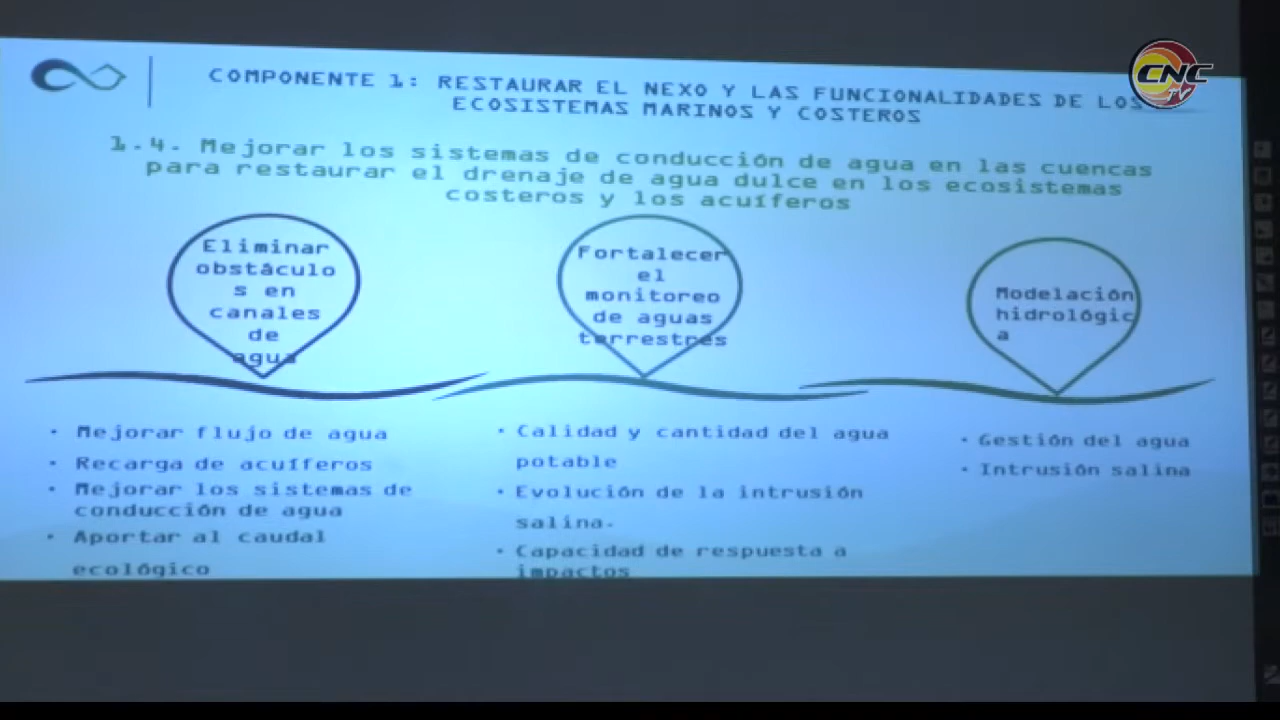 CNC
TV
COMPONENTE 1: RESTAURAR EL NEXO Y LAS FUNCIONALIDADES DE LOS
ECOSISTEMAS MARINOS Y COSTEROS
1.4. Mejorar los sistemas de conducción de agua en las cuencas
para restaurar el drenaje de agua dulce en los ecosistemas
costeros y los acuíferos
Eliminar
obstáculo
s en
canales
de
agua
Fortalecer
el
monitoreo
de aguas
terrestres
Modelación
hidrológic
a
• Mejorar flujo de agua
• Recarga de acuíferos
• Mejorar los sistemas de
conducción de agua
• Aportar al caudal
ecológico
• Calidad y cantidad del agua
potable
• Evolución de la intrusión
salina.
• Capacidad de respuesta a
impactos
• Gestión del agua
• Intrusión salina